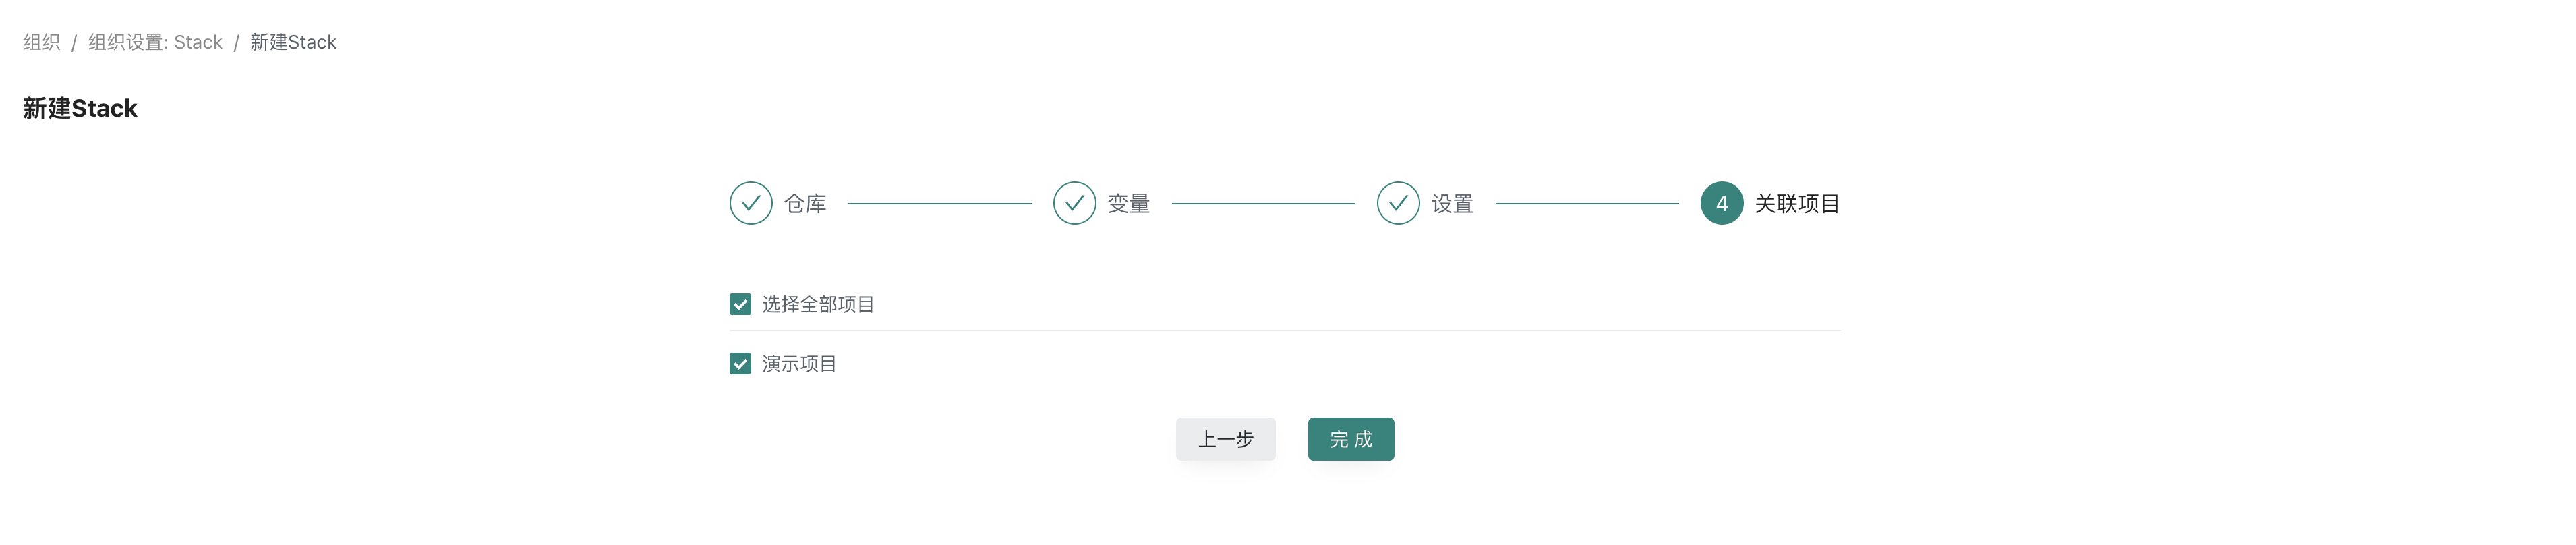 组织 / 组织设置: Stack / 新建Stack
新建Stack
仓库 变量 设置 4 关联项目
选择全部项目
演示项目
上一步 完 成